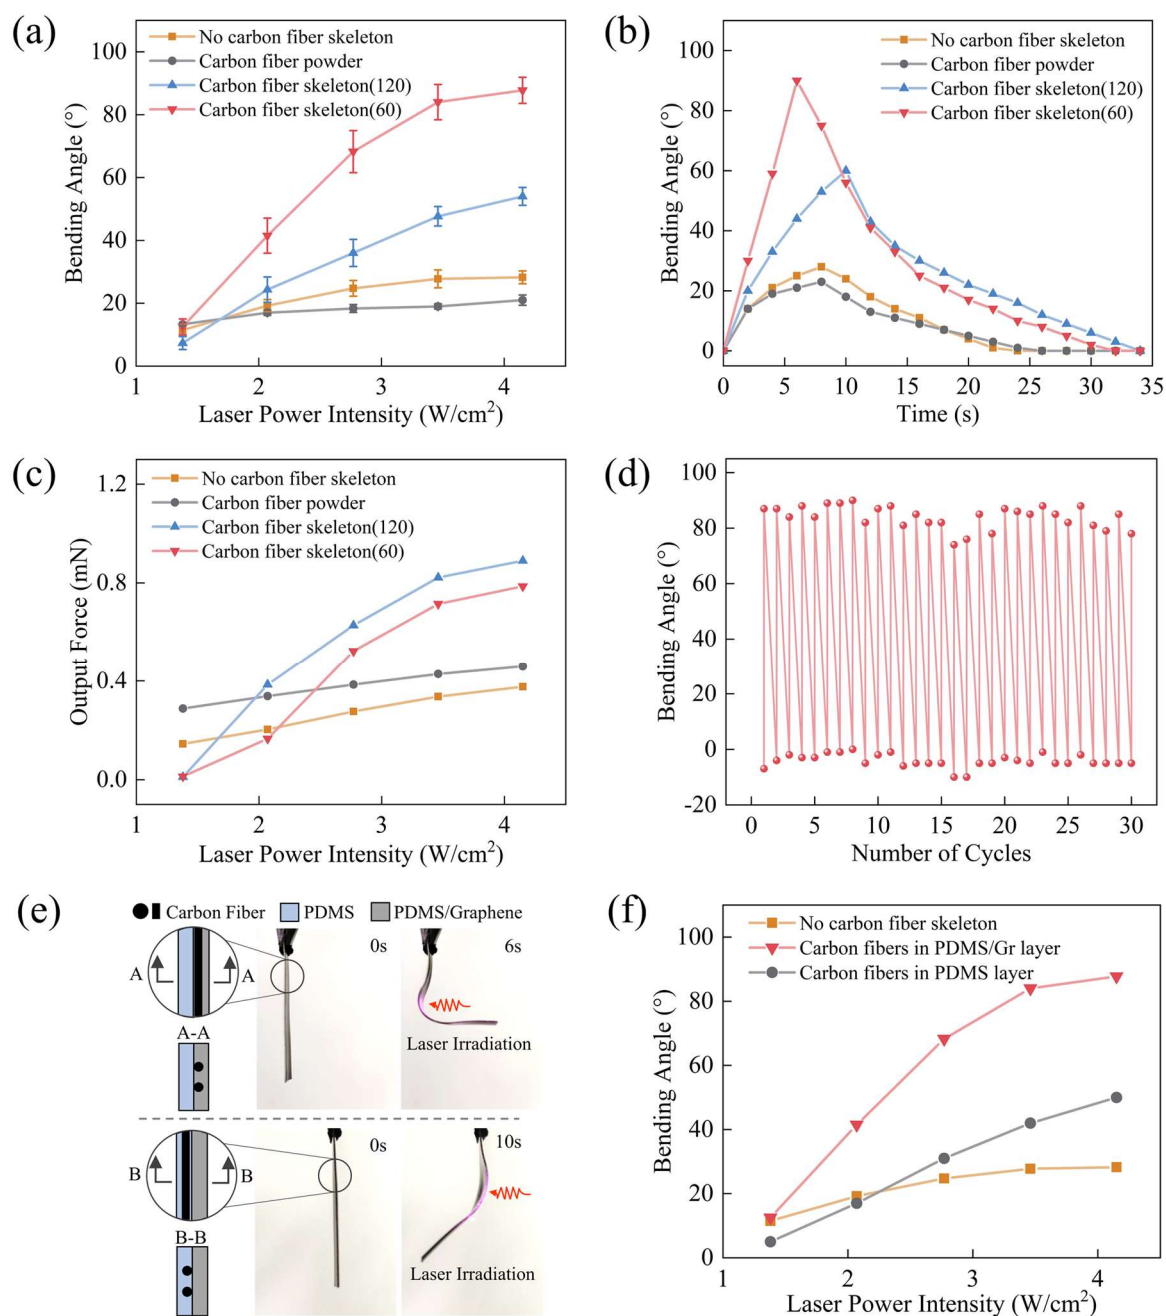 (a)
100
80
60
40
20
0
Bending Angle (°)
No carbon fiber skeleton
Carbon fiber powder
Carbon fiber skeleton(120)
Carbon fiber skeleton(60)
1
2
3
4
Laser Power Intensity (W/cm²)
(b)
100
80
60
40
20
0
Bending Angle (°)
No carbon fiber skeleton
Carbon fiber powder
Carbon fiber skeleton(120)
Carbon fiber skeleton(60)
0
5
10
15
20
25
30
35
Time (s)
(c)
1.2
0.8
0.4
0.0
Output Force (mN)
No carbon fiber skeleton
Carbon fiber powder
Carbon fiber skeleton(120)
Carbon fiber skeleton(60)
1
2
3
4
Laser Power Intensity (W/cm²)
(d)
100
80
60
40
20
0
-20
Bending Angle (°)
0
5
10
15
20
25
30
Number of Cycles
(e)
Carbon Fiber
PDMS
PDMS/Graphene
A
A
A-A
0s
6s
Laser Irradiation
B
B
B-B
0s
10s
Laser Irradiation
(f)
100
80
60
40
20
0
Bending Angle (°)
No carbon fiber skeleton
Carbon fibers in PDMS/Gr layer
Carbon fibers in PDMS layer
1
2
3
4
Laser Power Intensity (W/cm²)